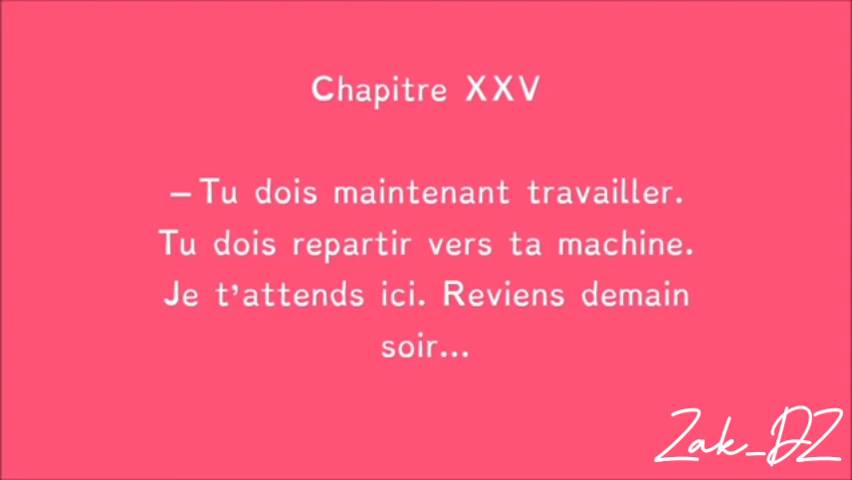 Chapitre XXV
– Tu dois maintenant travailler.
Tu dois repartir vers ta machine.
Je t'attends ici. Reviens demain
soir...
Zak_DZ